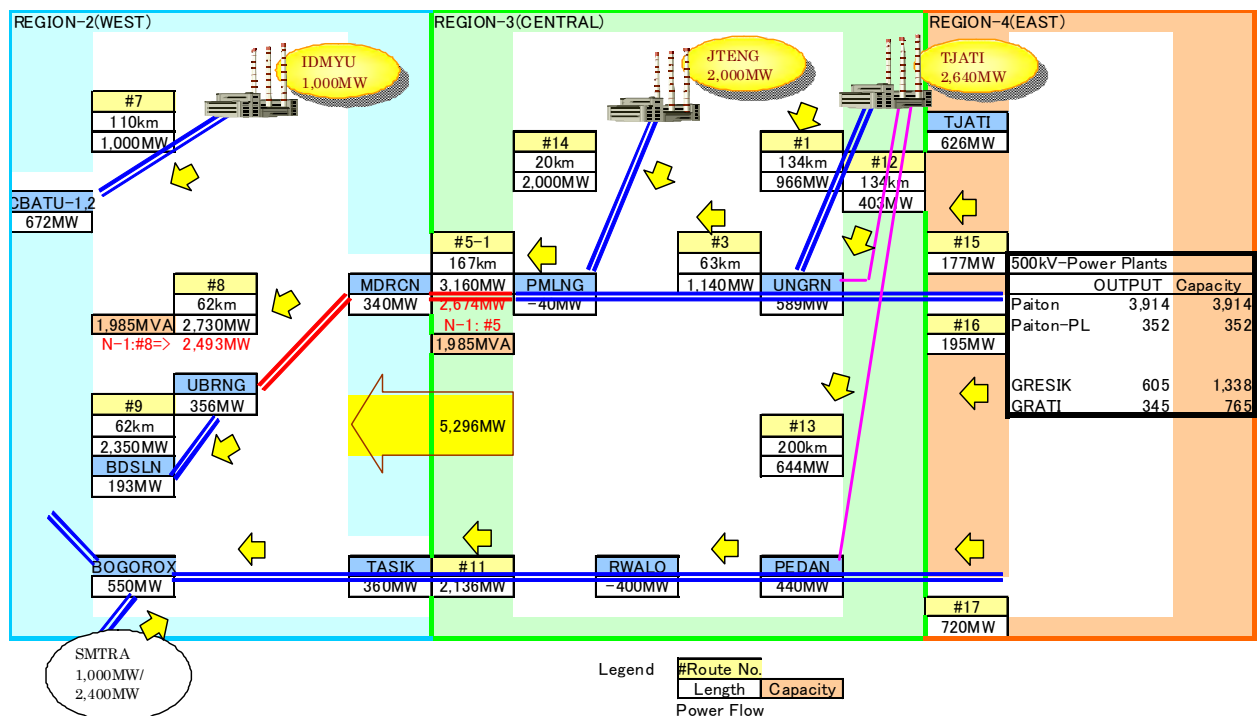 REGION-2(WEST)
REGION-3(CENTRAL)
REGION-4(EAST)
IDMYU
1,000MW
JTENG
2,000MW
TJATI
2,640MW
#7
110km
1,000MW
#14
20km
2,000MW
#1
134km
966MW
#12
134km
403MW
TJATI
626MW
CBATU-1,2
672MW
#5-1
167km
3,160MW
2,674MW
N-1: #5
1,985MVA
#3
63km
1,140MW
#15
177MW
#16
195MW
500kV-Power Plants
OUTPUT Capacity
Paiton 3,914 3,914
Paiton-PL 352 352
GRESIK 605 1,338
GRATI 345 765
#8
62km
1,985MVA 2,730MW
N-1:#8=> 2,493MW
MDRCN
340MW
PMLNG
-40MW
UNGRN
589MW
UBRNG
356MW
#9
62km
2,350MW
BDSLN
193MW
5,296MW
#13
200km
644MW
BOGOROX
550MW
TASIK
360MW
#11
2,136MW
RWALO
-400MW
PEDAN
440MW
#17
720MW
SMTRA
1,000MW/
2,400MW
Legend
#Route No.
Length Capacity
Power Flow